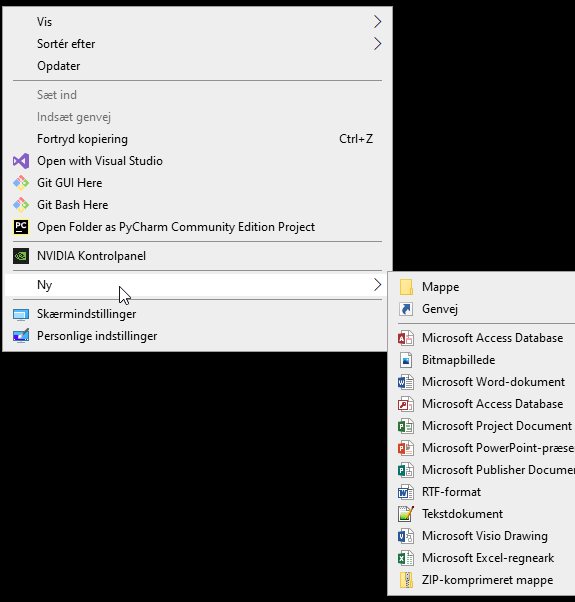 Vis
Sortér efter
Opdater
Sæt ind
Indsæt genvej
Fortryd kopiering Ctrl+Z
Open with Visual Studio
Git GUI Here
Git Bash Here
PC Open Folder as PyCharm Community Edition Project
NVIDIA Kontrolpanel
Ny
Skærmindstillinger
Personlige indstillinger
Mappe
Genvej
Microsoft Access Database
Bitmapbillede
Microsoft Word-dokument
Microsoft Access Database
Microsoft Project Document
Microsoft PowerPoint-præse
Microsoft Publisher Documen
RTF-format
Tekstdokument
Microsoft Visio Drawing
Microsoft Excel-regneark
ZIP-komprimeret mappe